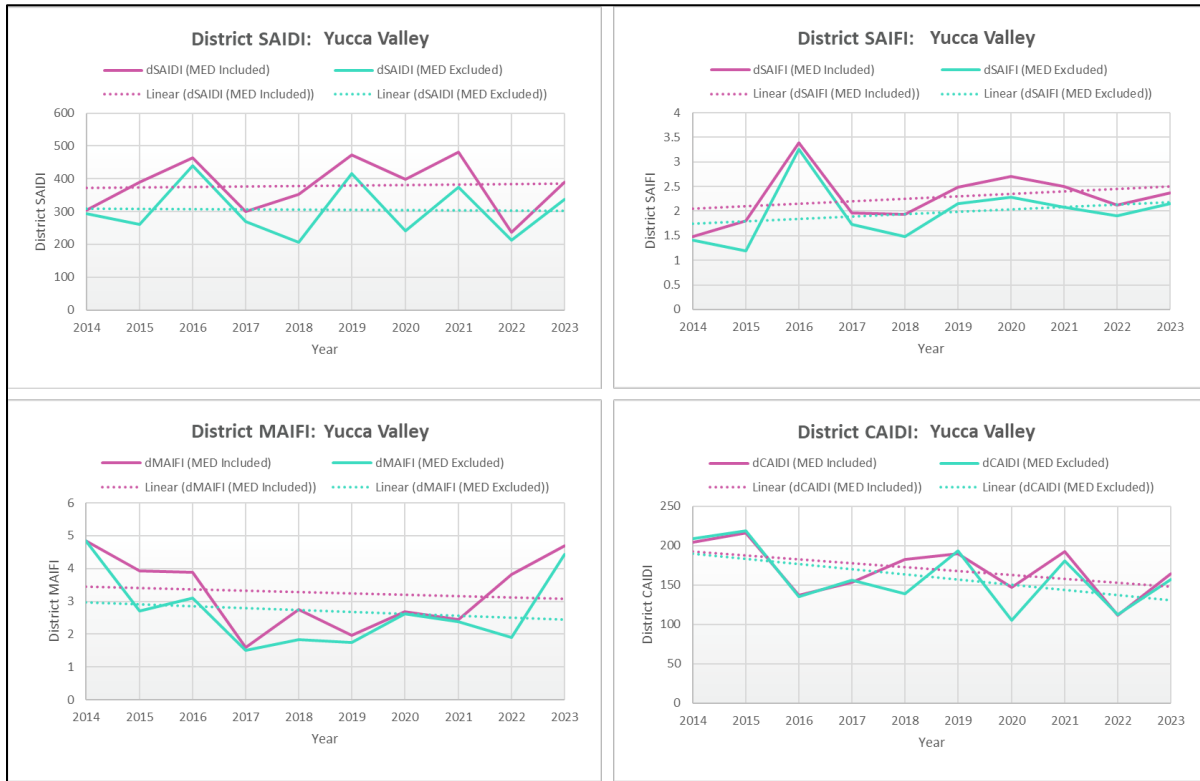 District SAIDI: Yucca Valley
dSAIDI (MED Included)
dSAIDI (MED Excluded)
Linear (dSAIDI (MED Included))
Linear (dSAIDI (MED Excluded))
600
500
400
300
200
100
0
District SAIDI
2014 2015 2016 2017 2018 2019 2020 2021 2022 2023
Year
District SAIFI: Yucca Valley
dSAIFI (MED Included)
dSAIFI (MED Excluded)
Linear (dSAIFI (MED Included))
Linear (dSAIFI (MED Excluded))
4
3.5
3
2.5
2
1.5
1
0.5
0
District SAIFI
2014 2015 2016 2017 2018 2019 2020 2021 2022 2023
Year
District MAIFI: Yucca Valley
dMAIFI (MED Included)
dMAIFI (MED Excluded)
Linear (dMAIFI (MED Included))
Linear (dMAIFI (MED Excluded))
6
5
4
3
2
1
0
District MAIFI
2014 2015 2016 2017 2018 2019 2020 2021 2022 2023
Year
District CAIDI: Yucca Valley
dCAIDI (MED Included)
dCAIDI (MED Excluded)
Linear (dCAIDI (MED Included))
Linear (dCAIDI (MED Excluded))
250
200
150
100
50
0
District CAIDI
2014 2015 2016 2017 2018 2019 2020 2021 2022 2023
Year